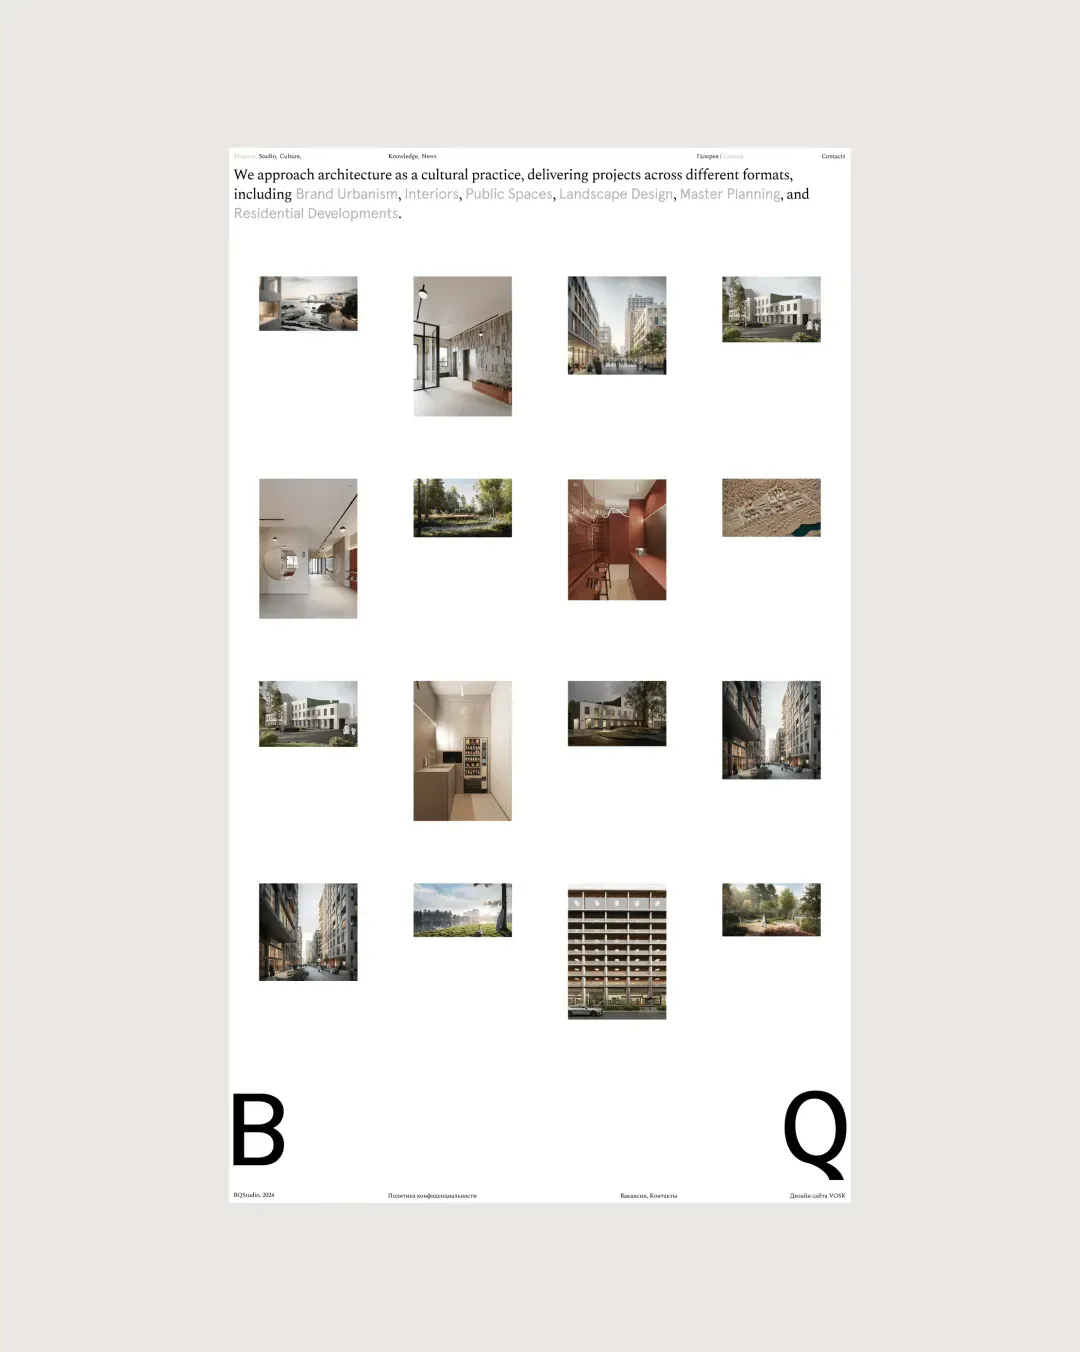 Projects, Studio, Culture, Knowledge, News Галерея / Список Contacts
We approach architecture as a cultural practice, delivering projects across different formats,
including Brand Urbanism, Interiors, Public Spaces, Landscape Design, Master Planning, and
Residential Developments.
B Q
BQStudio, 2024 Политика конфиденциальности Вакансии, Контакты Дизайн сайта VOSK